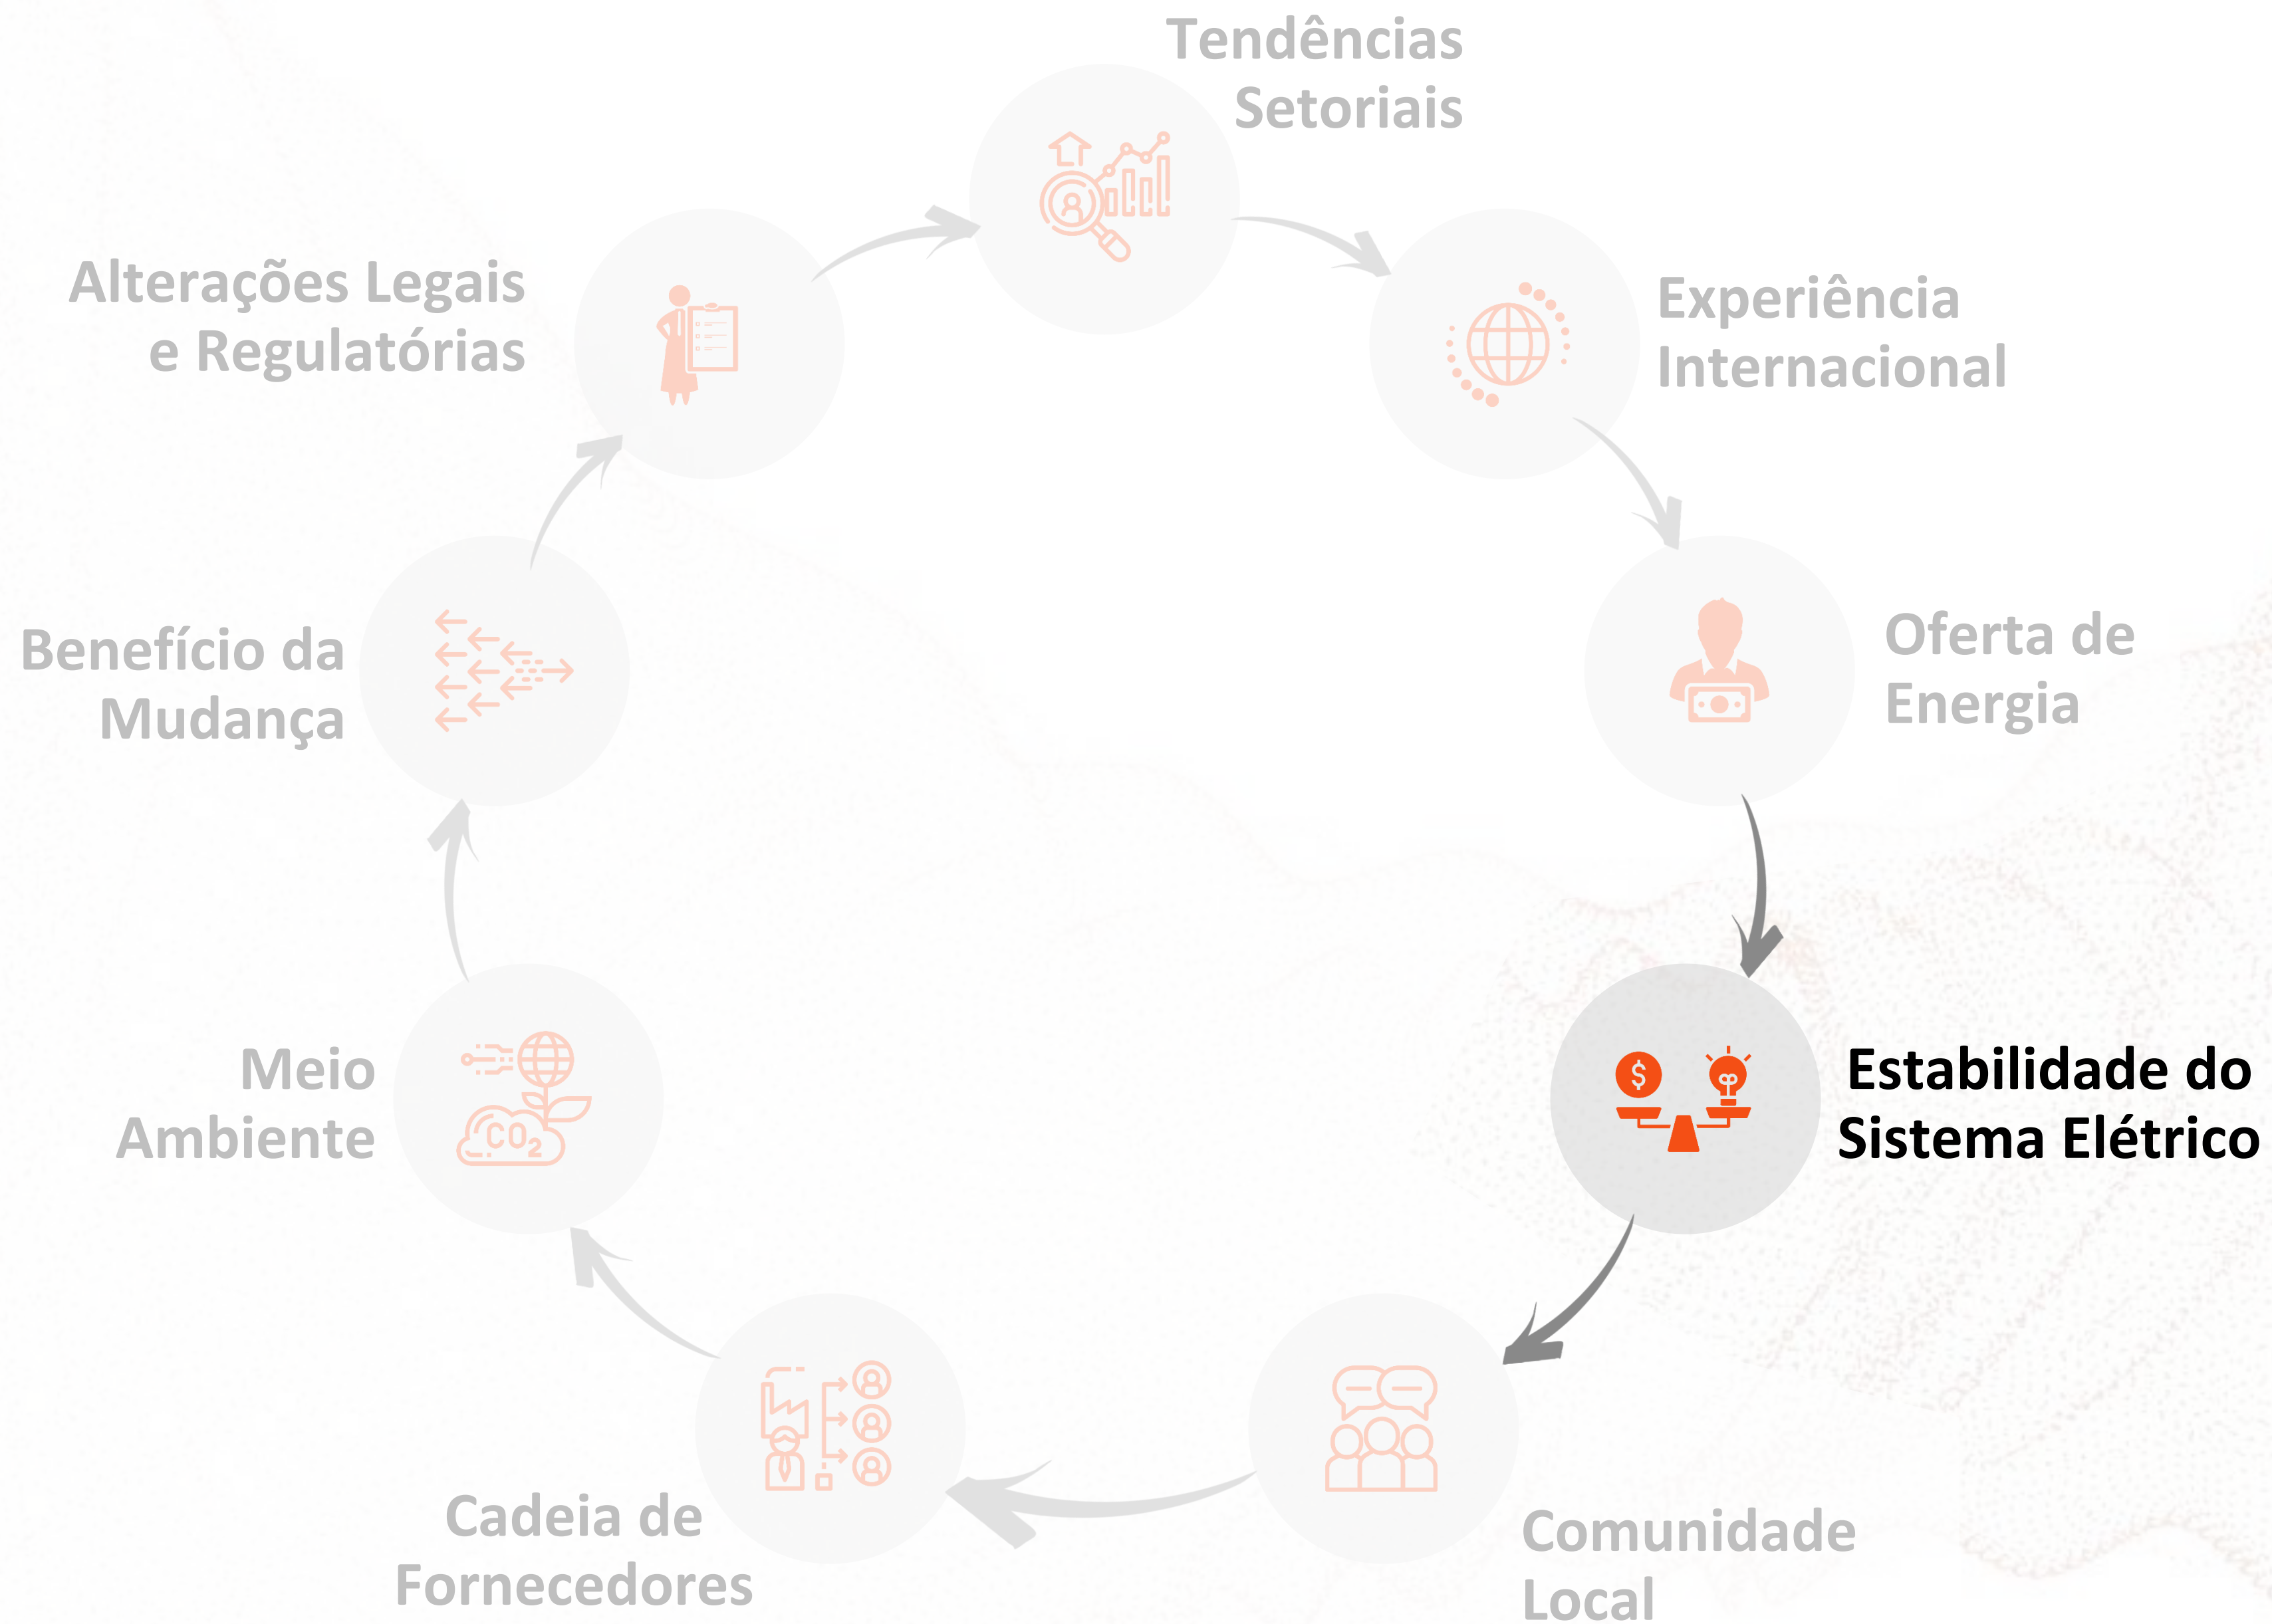 Tendências
Setoriais
Experiência
Internacional
Oferta de
Energia
Estabilidade do
Sistema Elétrico
Comunidade
Local
Cadeia de
Fornecedores
Meio
Ambiente
Benefício da
Mudança
Alterações Legais
e Regulatórias
$
CO2